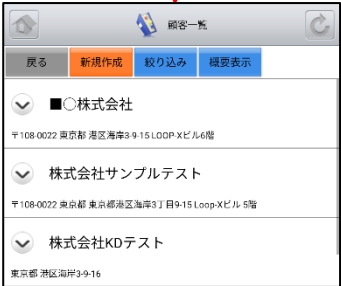 顧客一覧
戻る 新規作成 絞り込み 概要表示
■〇株式会社
〒108-0022 東京都 港区海岸3-9-15 LOOP-Xビル6階
株式会社サンプルテスト
〒108-0022 東京都 東京都港区海岸3丁目9-15 Loop-Xビル 5階
株式会社KDテスト
東京都 港区海岸3-9-16